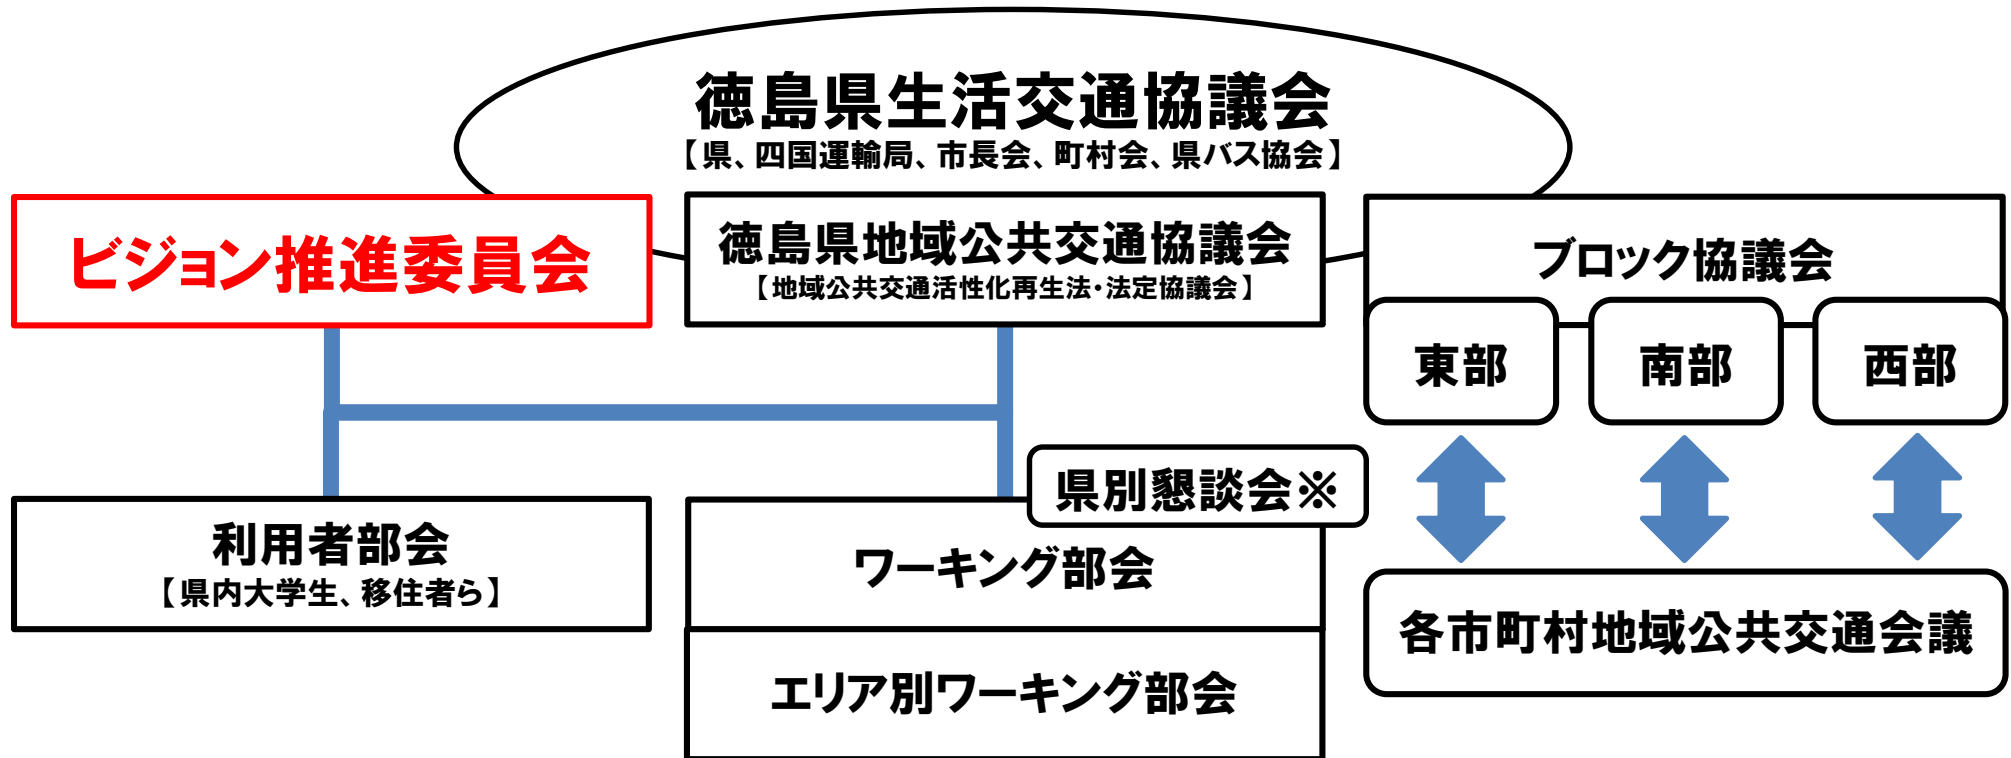 徳島県生活交通協議会
【県、四国運輸局、市長会、町村会、県バス協会】
ビジョン推進委員会
徳島県地域公共交通協議会
【地域公共交通活性化再生法・法定協議会】
ブロック協議会
東部
南部
西部
県別懇談会※
利用者部会
【県内大学生、移住者ら】
ワーキング部会
エリア別ワーキング部会
各市町村地域公共交通会議